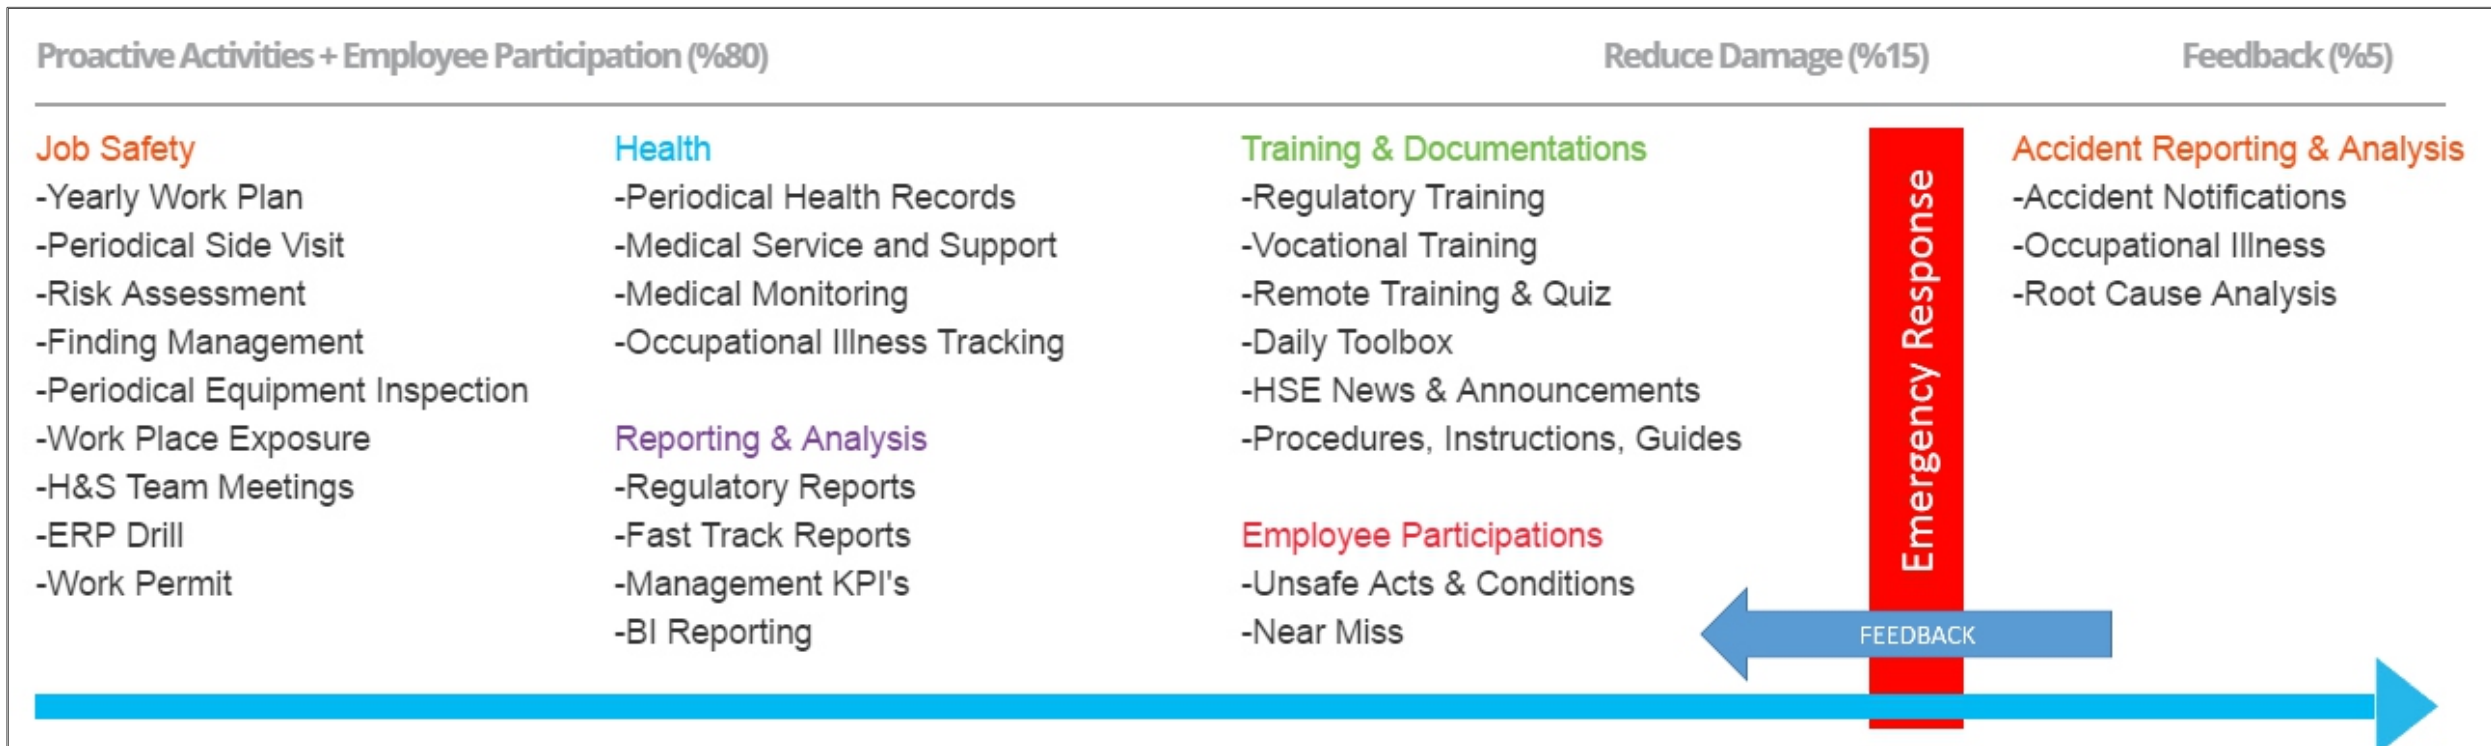 Proactive Activities + Employee Participation (%80)
Reduce Damage (%15)
Feedback (%5)
Job Safety
-Yearly Work Plan
-Periodical Side Visit
-Risk Assessment
-Finding Management
-Periodical Equipment Inspection
-Work Place Exposure
-H&S Team Meetings
-ERP Drill
-Work Permit
Health
-Periodical Health Records
-Medical Service and Support
-Medical Monitoring
-Occupational Illness Tracking
Reporting & Analysis
-Regulatory Reports
-Fast Track Reports
-Management KPI's
-BI Reporting
Training & Documentations
-Regulatory Training
-Vocational Training
-Remote Training & Quiz
-Daily Toolbox
-HSE News & Announcements
-Procedures, Instructions, Guides
Employee Participations
-Unsafe Acts & Conditions
-Near Miss
Emergency Response
FEEDBACK
Accident Reporting & Analysis
-Accident Notifications
-Occupational Illness
-Root Cause Analysis